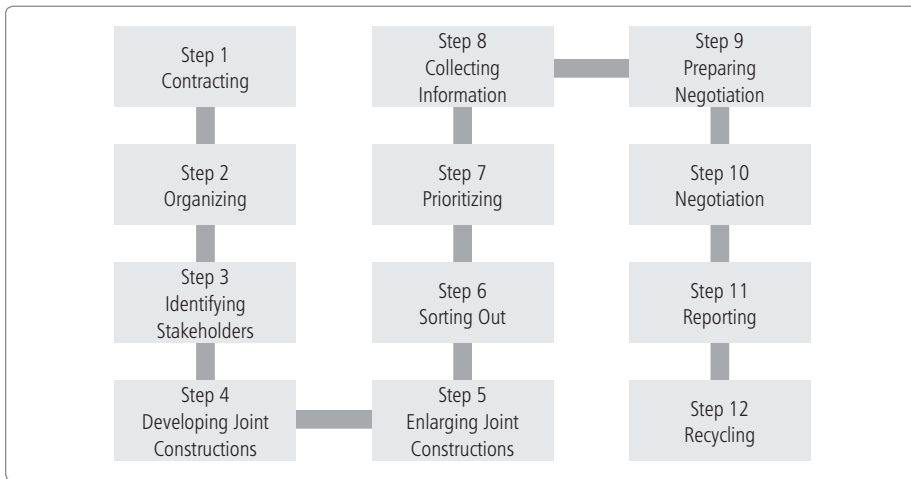 Step 1
Contracting
Step 2
Organizing
Step 3
Identifying
Stakeholders
Step 4
Developing Joint
Constructions
Step 5
Enlarging Joint
Constructions
Step 6
Sorting Out
Step 7
Prioritizing
Step 8
Collecting
Information
Step 9
Preparing
Negotiation
Step 10
Negotiation
Step 11
Reporting
Step 12
Recycling